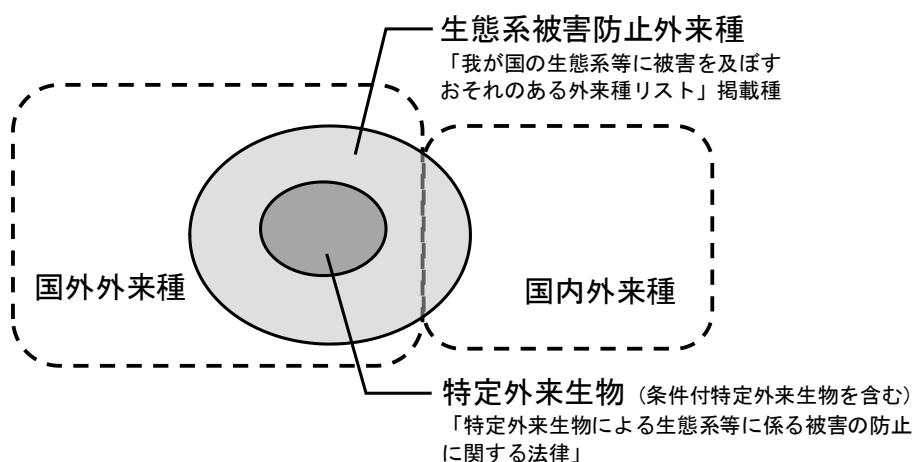 生態系被害防止外来種
「我が国の生態系等に被害を及ぼす
おそれのある外来種リスト」掲載種
国外外来種
国内外来種
特定外来生物（条件付特定外来生物を含む）
「特定外来生物による生態系等に係る被害の防止
に関する法律」